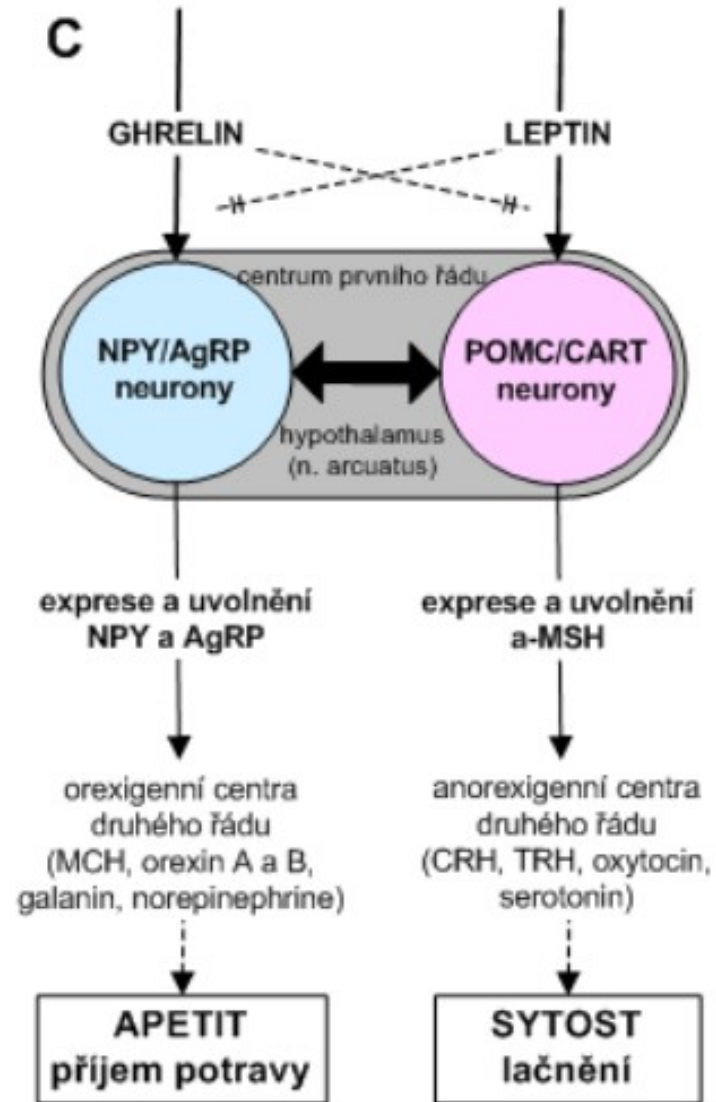 C
GHRELIN
LEPTIN
centrum prvního řádu
NPY/AgRP
neurony
POMC/CART
neurony
hypothalamus
(n. arcuatus)
exprese a uvolnění
NPY a AgRP
exprese a uvolnění
a-MSH
orexigenní centra
druhého řádu
(MCH, orexin A a B,
galanin, norepinephrine)
anorexigenní centra
druhého řádu
(CRH, TRH, oxytocin,
serotonin)
APETIT
příjem potravy
SYTOST
lačnění